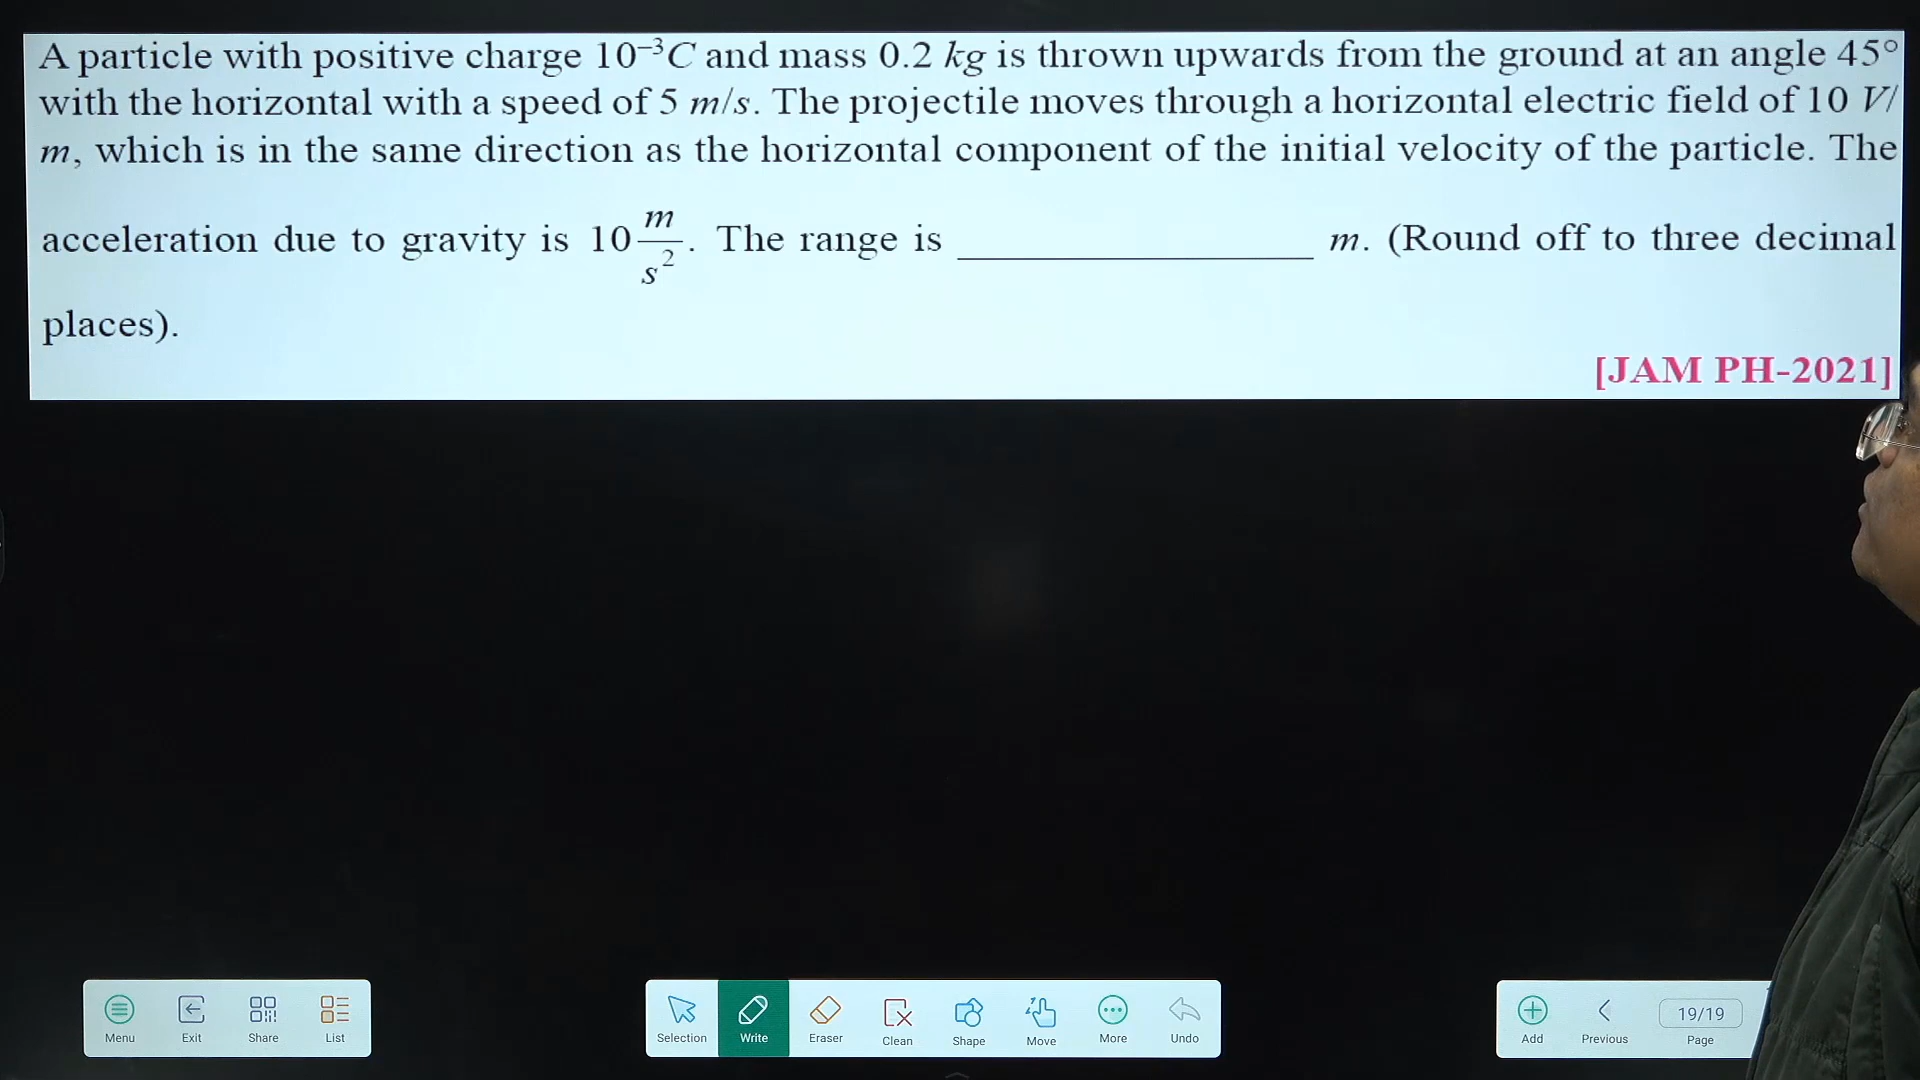 A particle with positive charge 10⁻³C and mass 0.2 kg is thrown upwards from the ground at an angle 45°
with the horizontal with a speed of 5 m/s. The projectile moves through a horizontal electric field of 10 V/
m, which is in the same direction as the horizontal component of the initial velocity of the particle. The
acceleration due to gravity is 10 m/s². The range is ____________ m. (Round off to three decimal
places).
[JAM PH-2021]
Menu Exit Share List Selection Write Eraser Clean Shape Move More Undo Add Previous 19/19 Page